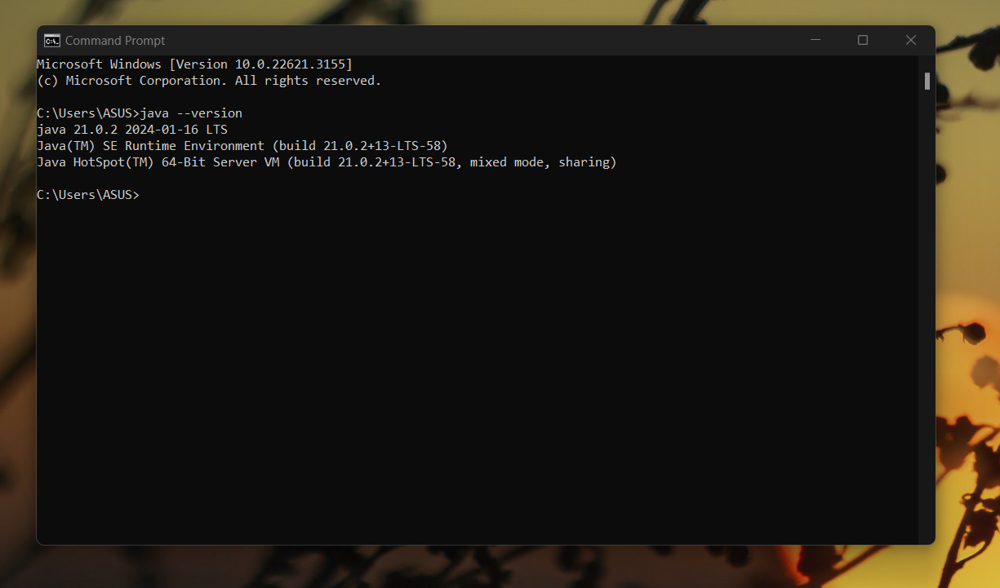 Command Prompt
Microsoft Windows [Version 10.0.22621.3155]
(c) Microsoft Corporation. All rights reserved.
C:\Users\ASUS>java --version
java 21.0.2 2024-01-16 LTS
Java(TM) SE Runtime Environment (build 21.0.2+13-LTS-58)
Java HotSpot(TM) 64-Bit Server VM (build 21.0.2+13-LTS-58, mixed mode, sharing)
C:\Users\ASUS>